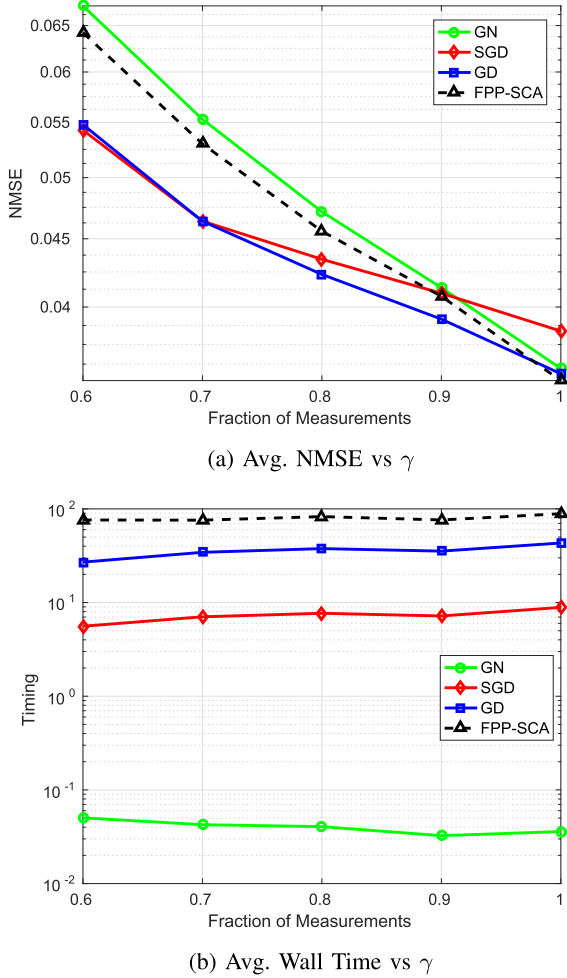 0.065
0.06
0.055
0.05
0.045
0.04
NMSE
GN
SGD
GD
FPP-SCA
0.6 0.7 0.8 0.9 1
Fraction of Measurements
(a) Avg. NMSE vs γ
10^2
10^1
10^0
10^-1
10^-2
Timing
GN
SGD
GD
FPP-SCA
0.6 0.7 0.8 0.9 1
Fraction of Measurements
(b) Avg. Wall Time vs γ